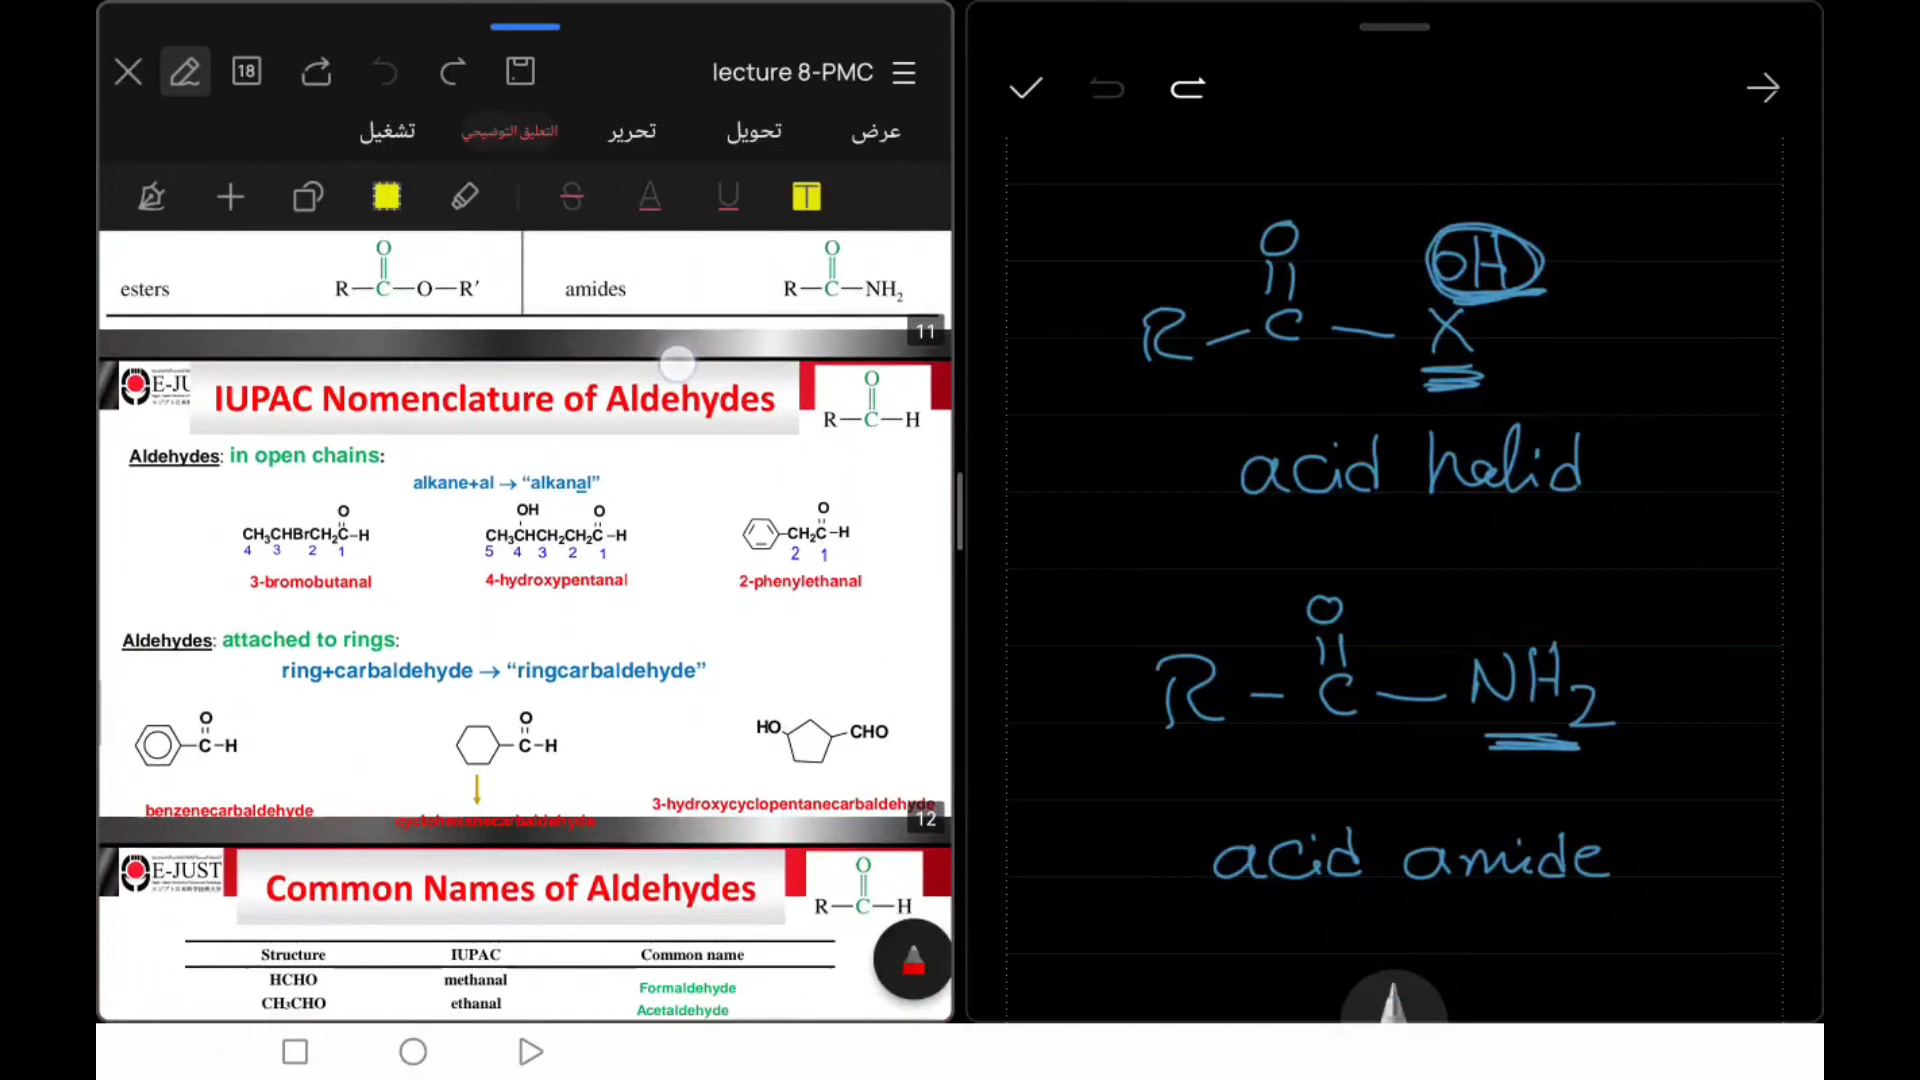 18
lecture 8-PMC
عرض
تحويل
تحرير
التعليق التوضيحي
تشغيل
S A U T
esters
O
R—C—O—R′
amides
O
R—C—NH₂
11
E-JU
IUPAC Nomenclature of Aldehydes
O
R—C—H
Aldehydes: in open chains:
alkane+al → “alkanal”
O
CH₃CHBrCH₂C–H
4 3 2 1
3-bromobutanal
OH O
CH₃CHCH₂CH₂C–H
5 4 3 2 1
4-hydroxypentanal
O
CH₂C–H
2 1
2-phenylethanal
Aldehydes: attached to rings:
ring+carbaldehyde → “ringcarbaldehyde”
O
C–H
benzenecarbaldehyde
O
C–H
cyclohexanecarbaldehyde
HO
CHO
3-hydroxycyclopentanecarbaldehyde
12
E-JUST
Common Names of Aldehydes
O
R—C—H
Structure IUPAC Common name
HCHO methanal Formaldehyde
CH₃CHO ethanal Acetaldehyde
O
OH
R – C – X
acid halid
O
R – C – NH₂
acid amide